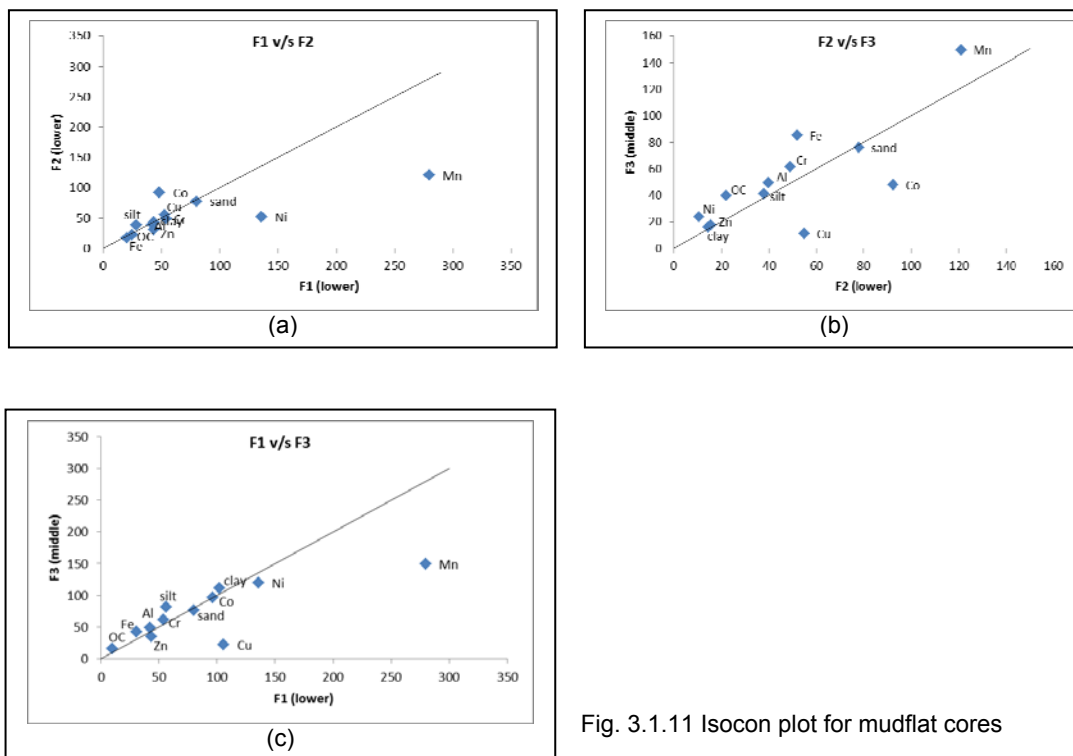 F1 v/s F2
F2 (lower)
350
300
250
200
150
100
50
0
Co
Cu
silt
sand
Cr
clay
Al
OC
Zn
Fe
Ni
Mn
0 50 100 150 200 250 300 350
F1 (lower)
(a)
F2 v/s F3
F3 (middle)
160
140
120
100
80
60
40
20
0
Mn
Fe
sand
Cr
Al
Co
OC
silt
Ni
Zn
clay
Cu
0 20 40 60 80 100 120 140 160
F2 (lower)
(b)
F1 v/s F3
F3 (middle)
350
300
250
200
150
100
50
0
Mn
clay
Ni
silt
Co
Al
sand
Fe
Cr
OC
Zn
Cu
0 50 100 150 200 250 300 350
F1 (lower)
(c)
Fig. 3.1.11 Isocon plot for mudflat cores